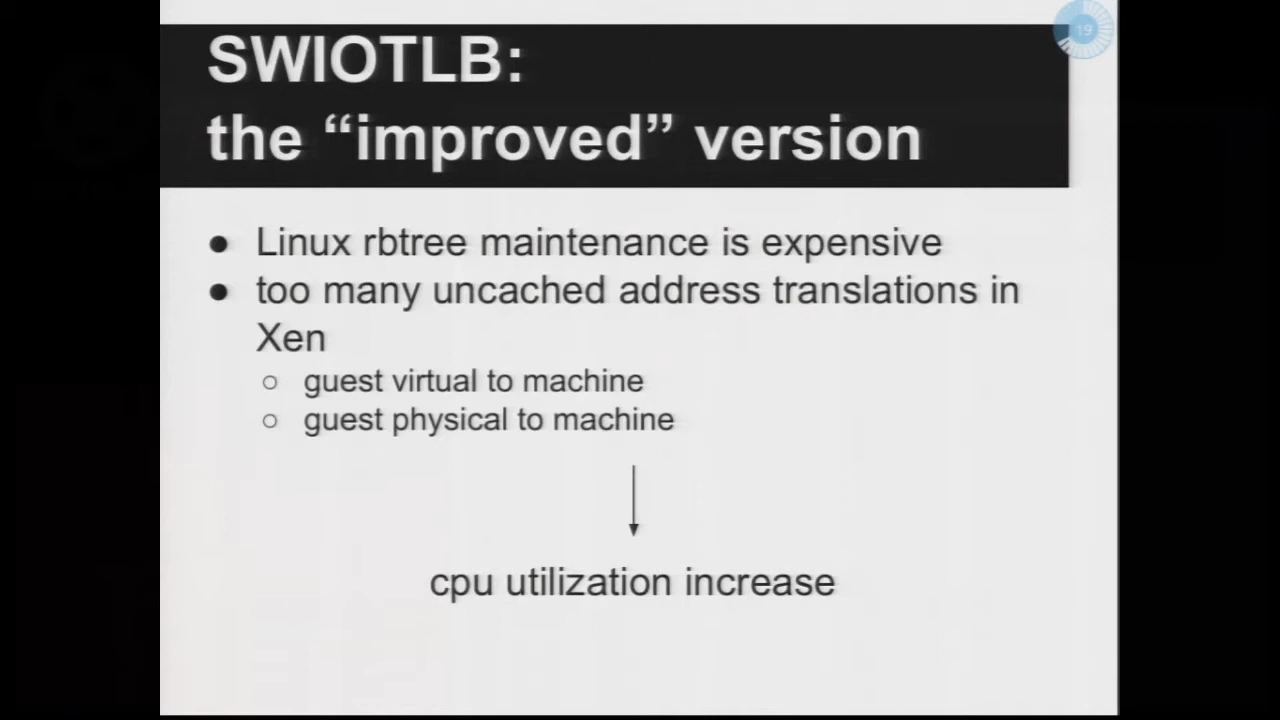 SWIOTLB:
the “improved” version
19
● Linux rbtree maintenance is expensive
● too many uncached address translations in
Xen
○ guest virtual to machine
○ guest physical to machine
cpu utilization increase